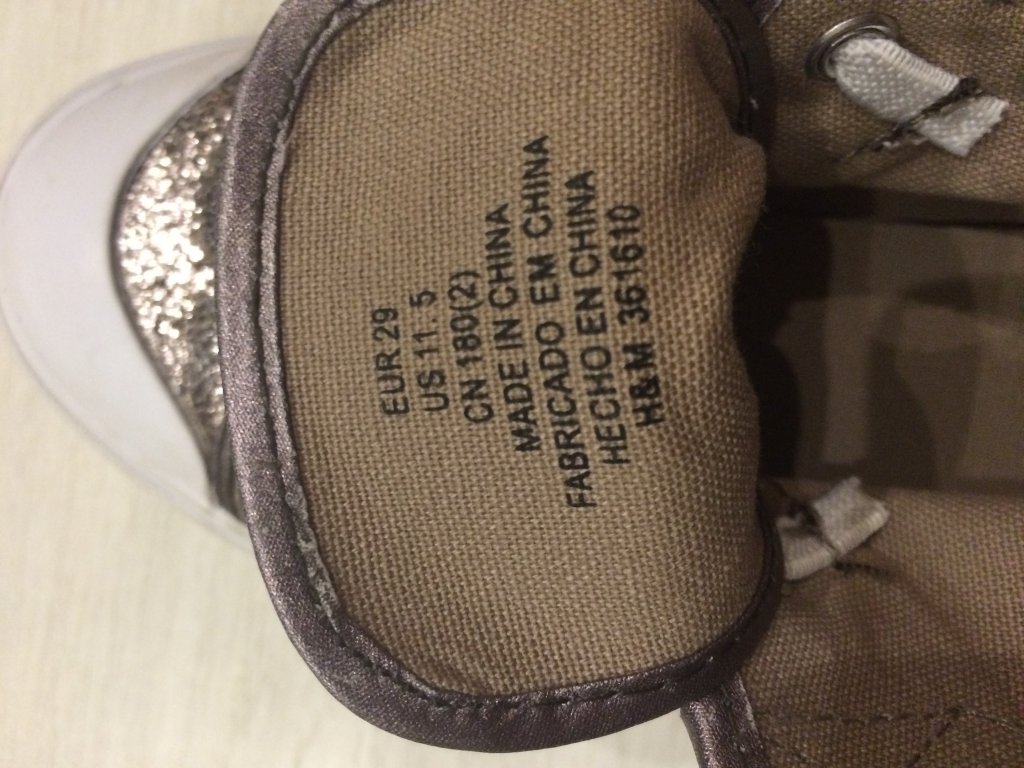 EUR 29
US 11.5
CN 180(2)
MADE IN CHINA
FABRICADO EM CHINA
HECHO EN CHINA
H&M 361610